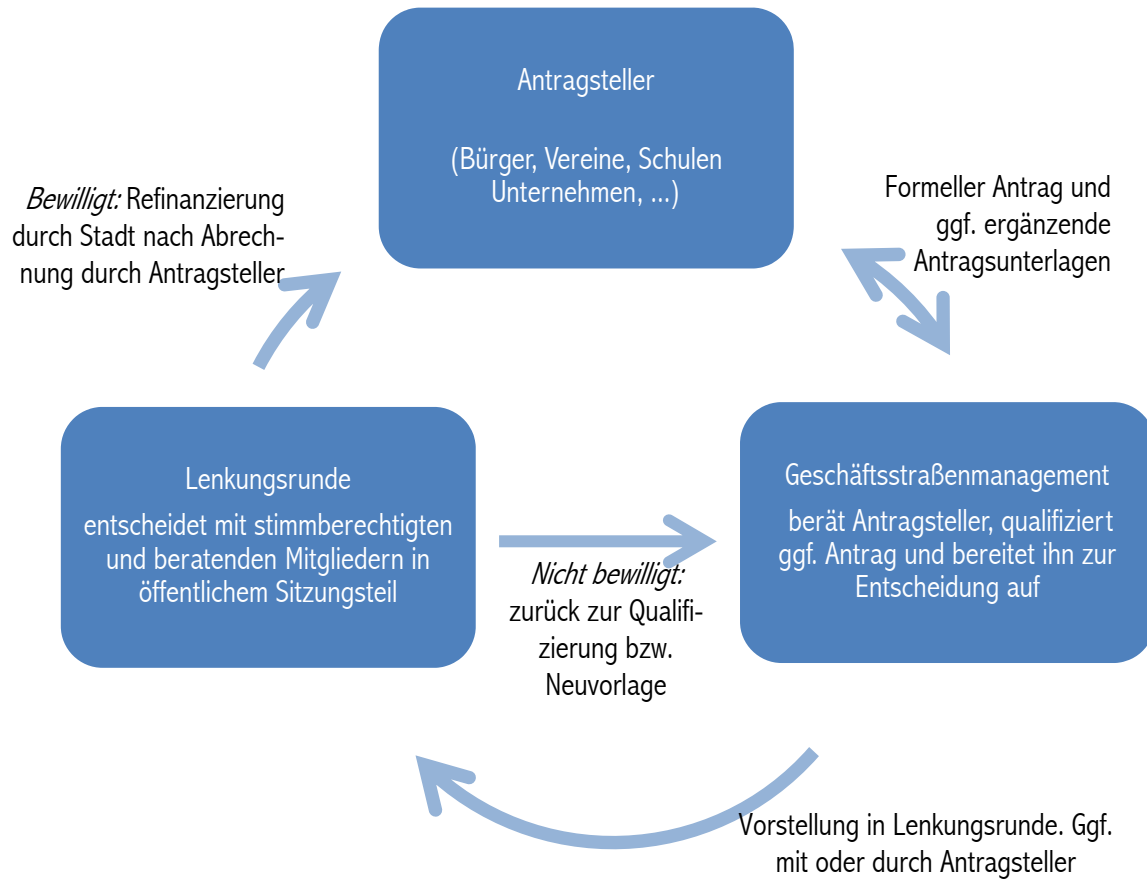 Antragsteller
(Bürger, Vereine, Schulen
Unternehmen, ...)
Bewilligt: Refinanzierung
durch Stadt nach Abrech-
nung durch Antragsteller
Formeller Antrag und
ggf. ergänzende
Antragsunterlagen
Lenkungsrunde
entscheidet mit stimmberechtigten
und beratenden Mitgliedern in
öffentlichem Sitzungsteil
Nicht bewilligt:
zurück zur Qualifi-
zierung bzw.
Neuvorlage
Geschäftsstraßenmanagement
berät Antragsteller, qualifiziert
ggf. Antrag und bereitet ihn zur
Entscheidung auf
Vorstellung in Lenkungsrunde. Ggf.
mit oder durch Antragsteller